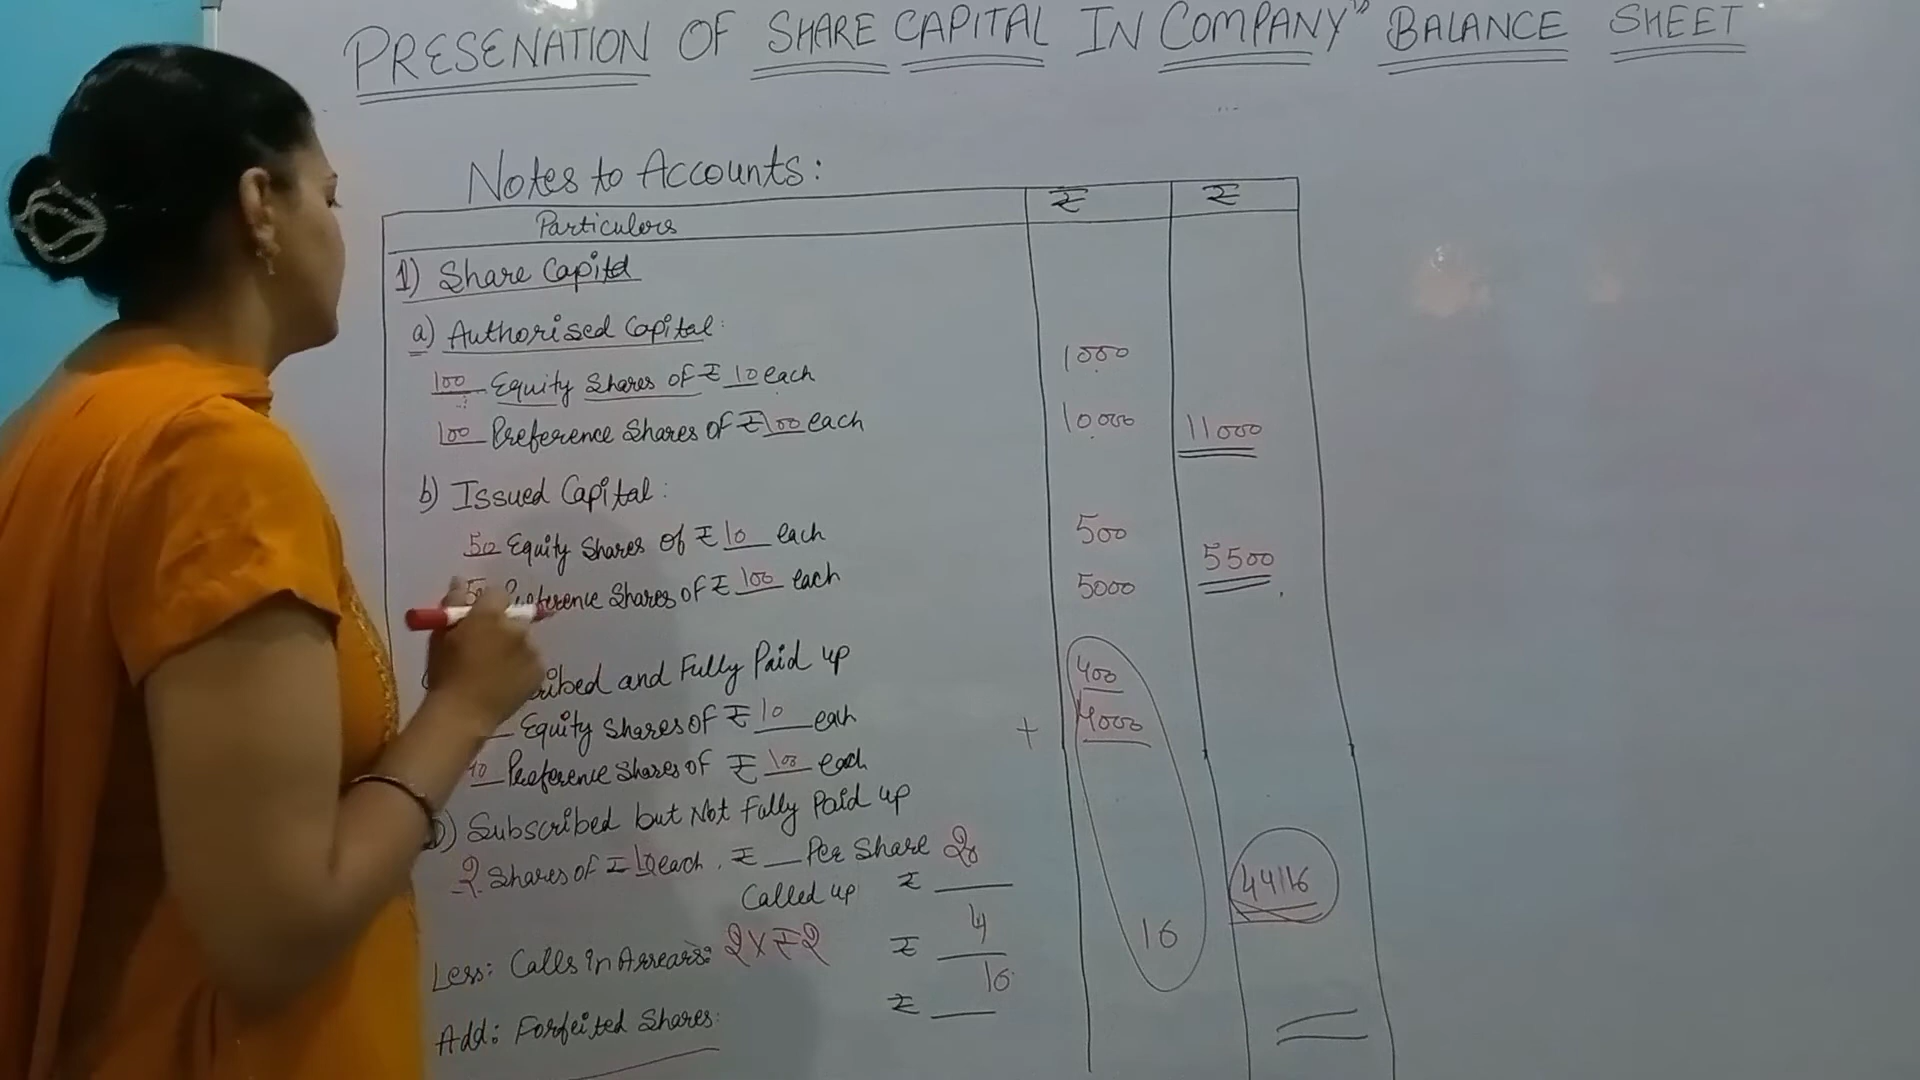 PRESENATION OF SHARE CAPITAL IN COMPANY" BALANCE SHEET
Notes to Accounts:
Particulars ₹ ₹
1) Share Capital
a) Authorised Capital:
100 Equity Shares of ₹ 10 each 1000
100 Preference Shares of ₹ 100 each 10000 11000
b) Issued Capital:
50 Equity Shares of ₹ 10 each 500
Preference Shares of ₹ 100 each 5000 5500
and Fully Paid up 400
Equity Shares of ₹ 10 each + 4000
40 Preference Shares of ₹ 100 each
D) Subscribed but Not Fully Paid up
2 Shares of ₹ 10 each. ₹ __ Per Share 20
Called up ₹ ___ 4416
Less: Calls in Arrears: 2 X ₹2 ₹ 4 16
16
Add: Forfeited Shares: ₹ ___